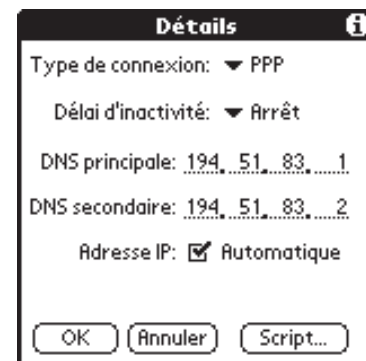 Détails
Type de connexion: PPP
Délai d'inactivité: Arrêt
DNS principale: 194. 51. 83. 1
DNS secondaire: 194. 51. 83. 2
Adresse IP: Automatique
OK Annuler Script...